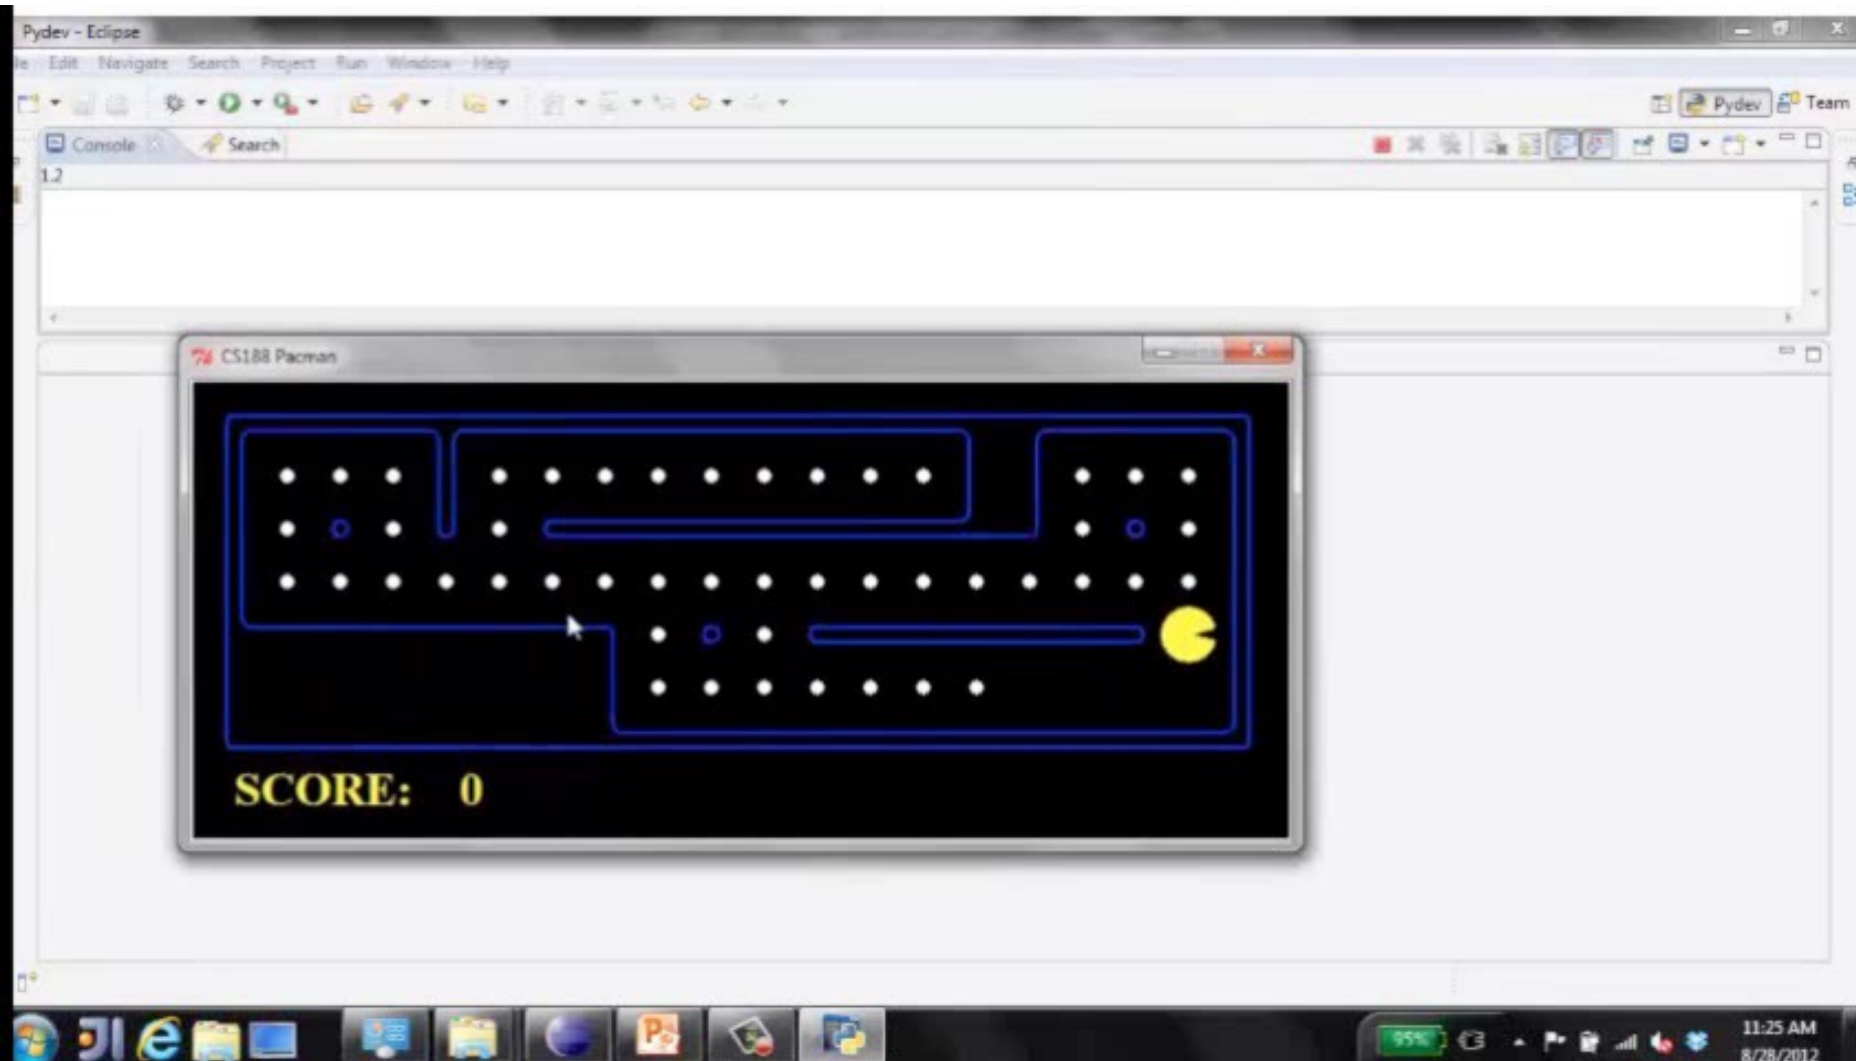 Pydev - Eclipse
Edit Navigate Search Project Run Window Help
Pydev Team
Console Search
1.2
CS188 Pacman
SCORE: 0
95%
11:25 AM
8/28/2012